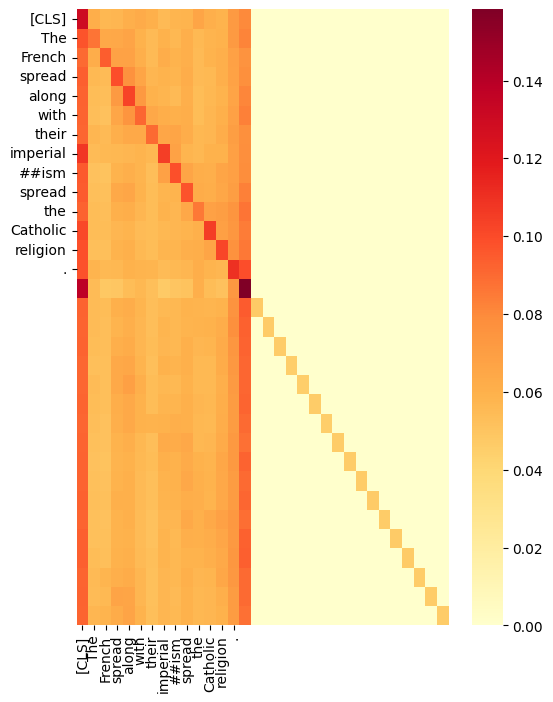 [CLS]
The
French
spread
along
with
their
imperial
##ism
spread
the
Catholic
religion
.
0.14
0.12
0.10
0.08
0.06
0.04
0.02
0.00
[CLS]
The
French
spread
along
with
their
imperial
##ism
spread
the
Catholic
religion
.